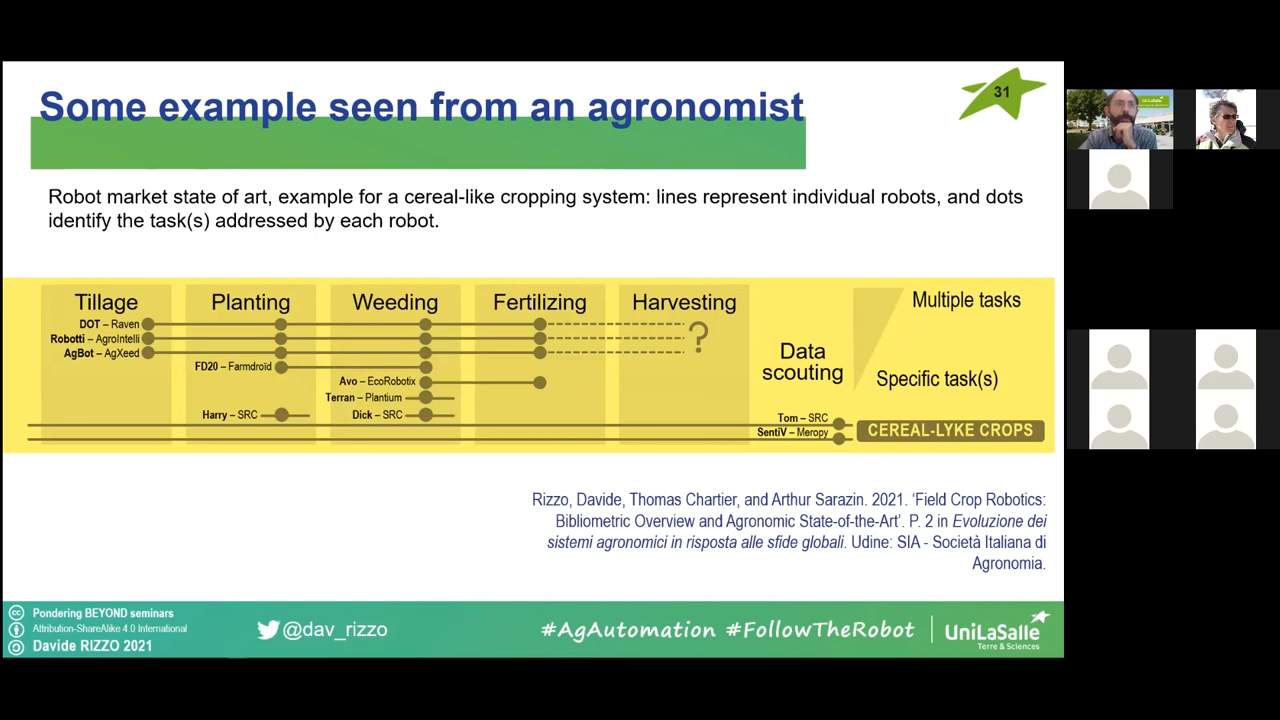 Some example seen from an agronomist
31
Robot market state of art, example for a cereal-like cropping system: lines represent individual robots, and dots
identify the task(s) addressed by each robot.
Tillage
Planting
Weeding
Fertilizing
Harvesting
Multiple tasks
DOT – Raven
Robotti – AgroIntelli
AgBot – AgXeed
?
Data
scouting
FD20 – Farmdroïd
Avo – EcoRobotix
Specific task(s)
Terran – Plantium
Harry – SRC
Dick – SRC
Tom – SRC
SentiV – Meropy
CEREAL-LYKE CROPS
Rizzo, Davide, Thomas Chartier, and Arthur Sarazin. 2021. ‘Field Crop Robotics:
Bibliometric Overview and Agronomic State-of-the-Art’. P. 2 in Evoluzione dei
sistemi agronomici in risposta alle sfide globali. Udine: SIA - Società Italiana di
Agronomia.
Pondering BEYOND seminars
Attribution-ShareAlike 4.0 International
Davide RIZZO 2021
@dav_rizzo
#AgAutomation #FollowTheRobot
UniLaSalle
Terre & Sciences